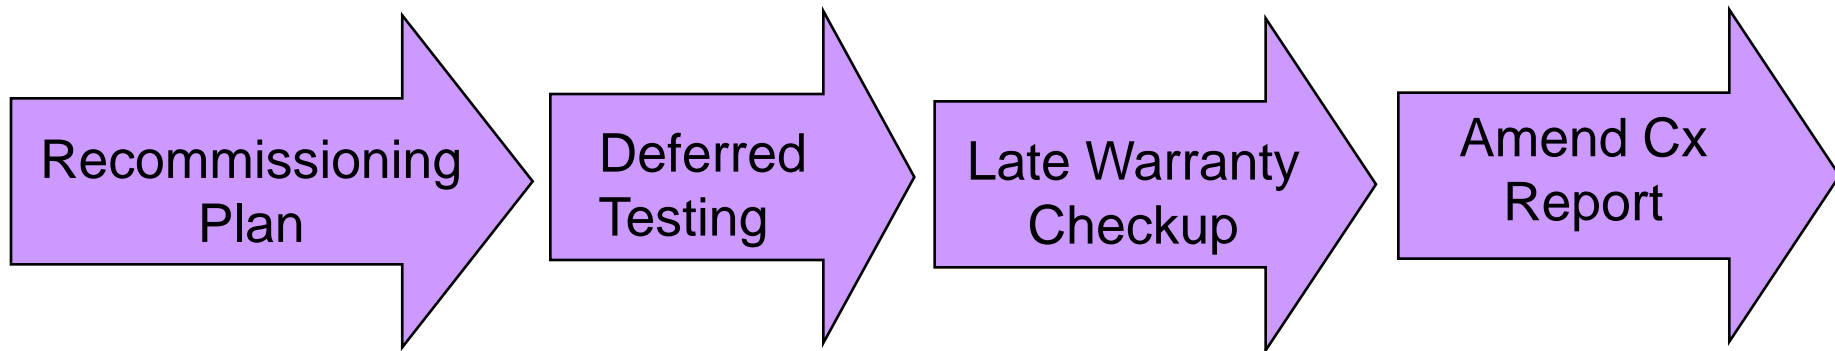 Recommissioning
Plan
Deferred
Testing
Late Warranty
Checkup
Amend Cx
Report